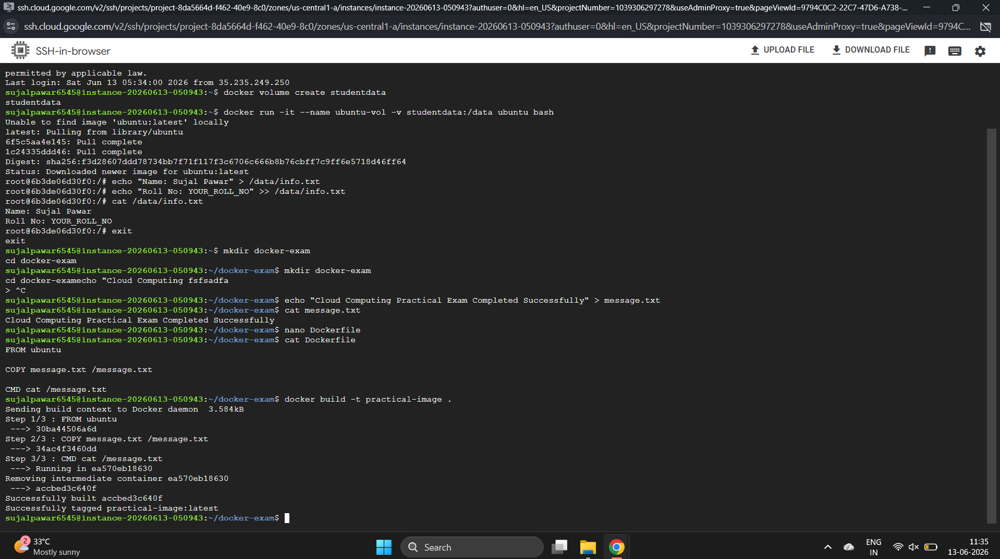 ssh.cloud.google.com/v2/ssh/projects/project-8da5664d-f462-40e9-8c0/zones/us-central1-a/instances/instance-20260613-050943?authuser=0&hl=en_US&projectNumber=1039306297278&useAdminProxy=true&pageViewId=9794C0C2-22C7-47D6-A738-...
ssh.cloud.google.com/v2/ssh/projects/project-8da5664d-f462-40e9-8c0/zones/us-central1-a/instances/instance-20260613-050943?authuser=0&hl=en_US&projectNumber=1039306297278&useAdminProxy=true&pageViewId=9794C...
SSH-in-browser
UPLOAD FILE
DOWNLOAD FILE
permitted by applicable law.
Last login: Sat Jun 13 05:34:00 2026 from 35.235.249.250
sujalpawar6545@instance-20260613-050943:~$ docker volume create studentdata
studentdata
sujalpawar6545@instance-20260613-050943:~$ docker run -it --name ubuntu-vol -v studentdata:/data ubuntu bash
Unable to find image 'ubuntu:latest' locally
latest: Pulling from library/ubuntu
6f5c5aa4e145: Pull complete
1c24335ddd46: Pull complete
Digest: sha256:f3d28607ddd78734bb7f71f117f3c6706c666b8b76cbff7c9ff6e5718d46ff64
Status: Downloaded newer image for ubuntu:latest
root@6b3de06d30f0:/# echo "Name: Sujal Pawar" > /data/info.txt
root@6b3de06d30f0:/# echo "Roll No: YOUR_ROLL_NO" >> /data/info.txt
root@6b3de06d30f0:/# cat /data/info.txt
Name: Sujal Pawar
Roll No: YOUR_ROLL_NO
root@6b3de06d30f0:/# exit
exit
sujalpawar6545@instance-20260613-050943:~$ mkdir docker-exam
cd docker-exam
sujalpawar6545@instance-20260613-050943:~/docker-exam$ mkdir docker-exam
cd docker-examecho "Cloud Computing fsfsadfa
> ^C
sujalpawar6545@instance-20260613-050943:~/docker-exam$ echo "Cloud Computing Practical Exam Completed Successfully" > message.txt
sujalpawar6545@instance-20260613-050943:~/docker-exam$ cat message.txt
Cloud Computing Practical Exam Completed Successfully
sujalpawar6545@instance-20260613-050943:~/docker-exam$ nano Dockerfile
sujalpawar6545@instance-20260613-050943:~/docker-exam$ cat Dockerfile
FROM ubuntu
COPY message.txt /message.txt
CMD cat /message.txt
sujalpawar6545@instance-20260613-050943:~/docker-exam$ docker build -t practical-image .
Sending build context to Docker daemon  3.584kB
Step 1/3 : FROM ubuntu
 ---> 30ba44506a6d
Step 2/3 : COPY message.txt /message.txt
 ---> 34ac4f3460dd
Step 3/3 : CMD cat /message.txt
 ---> Running in ea570eb18630
Removing intermediate container ea570eb18630
 ---> accbed3c640f
Successfully built accbed3c640f
Successfully tagged practical-image:latest
sujalpawar6545@instance-20260613-050943:~/docker-exam$
2
33°C
Mostly sunny
Search
ENG
IN
11:35
13-06-2026